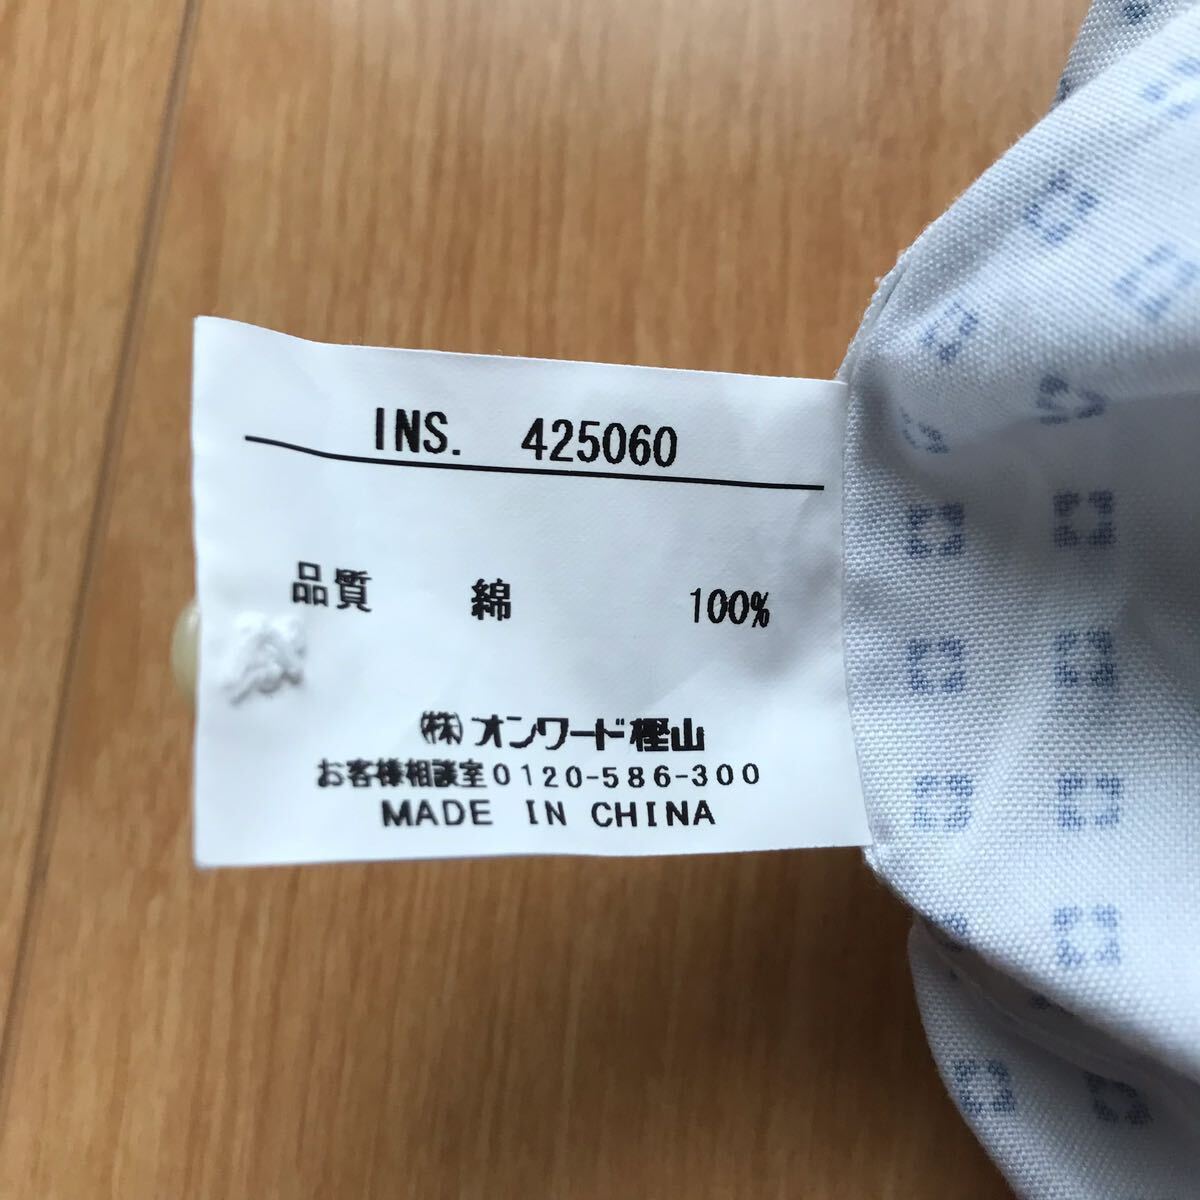 INS. 425060
品質 綿 100%
㈱オンワード樫山
お客様相談室0120-586-300
MADE IN CHINA